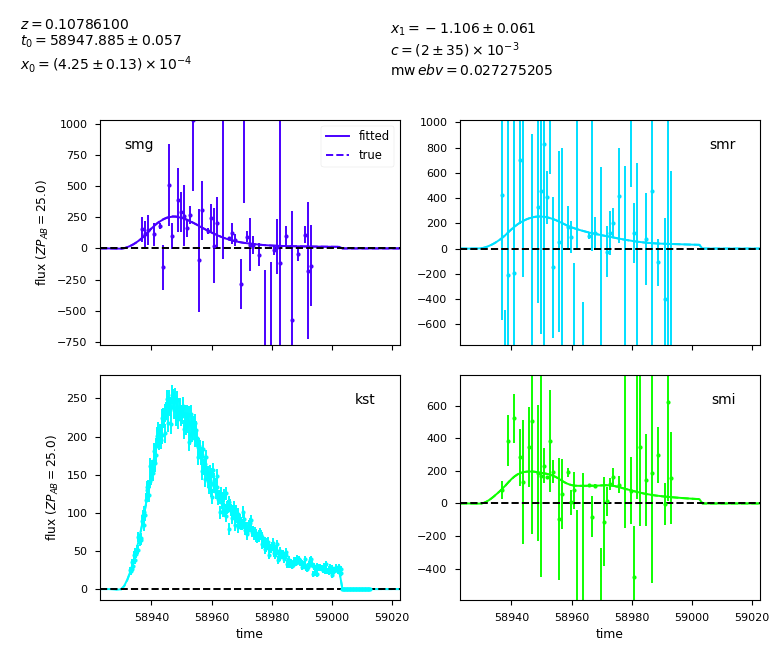 z = 0.10786100
t₀ = 58947.885 ± 0.057
x₀ = (4.25 ± 0.13) × 10⁻⁴
x₁ = −1.106 ± 0.061
c = (2 ± 35) × 10⁻³
mw ebv = 0.027275205
smg
fitted
true
1000
750
500
250
0
−250
−500
−750
flux (ZP_AB = 25.0)
smr
1000
800
600
400
200
0
−200
−400
−600
kst
250
200
150
100
50
0
flux (ZP_AB = 25.0)
58940 58960 58980 59000 59020
time
smi
600
400
200
0
−200
−400
58940 58960 58980 59000 59020
time